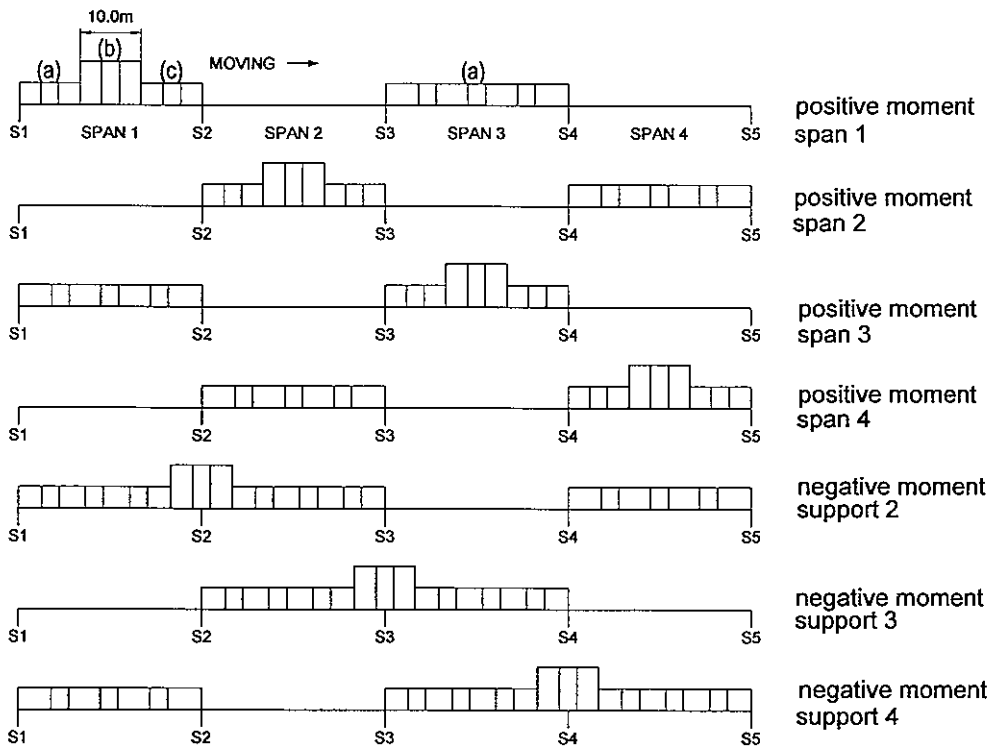 10.0m
(a) (b) (c) MOVING (a)
S1 SPAN 1 S2 SPAN 2 S3 SPAN 3 S4 SPAN 4 S5
positive moment
span 1
S1 S2 S3 S4 S5
positive moment
span 2
S1 S2 S3 S4 S5
positive moment
span 3
S1 S2 S3 S4 S5
positive moment
span 4
S1 S2 S3 S4 S5
negative moment
support 2
S1 S2 S3 S4 S5
negative moment
support 3
S1 S2 S3 S4 S5
negative moment
support 4